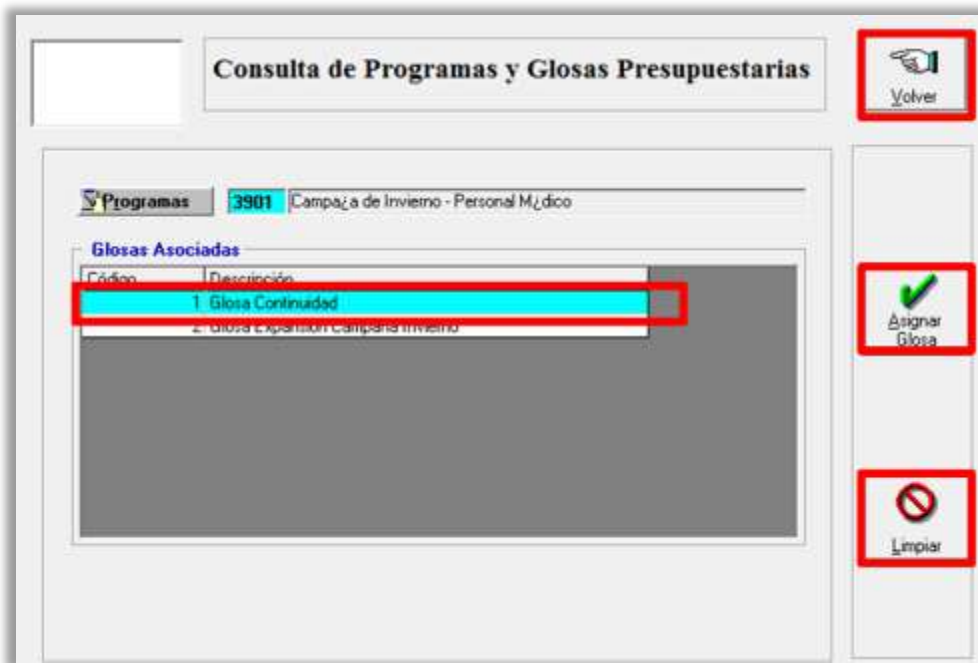 Consulta de Programas y Glosas Presupuestarias
Volver
Programas 3901 Campa¿a de Invierno - Personal M¿dico
Glosas Asociadas
Código Descripción
1 Glosa Continuidad
2 Glosa Expansión Campaña Invierno
Asignar
Glosa
Limpiar